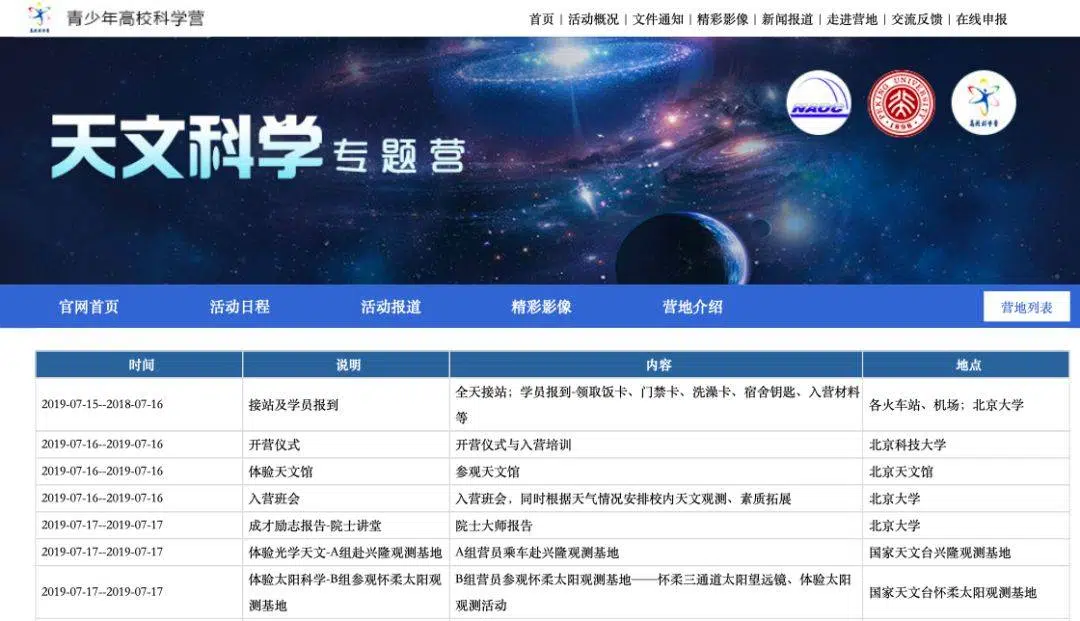 青少年高校科学营
首页 | 活动概况 | 文件通知 | 精彩影像 | 新闻报道 | 走进营地 | 交流反馈 | 在线申报
天文科学专题营
NAOC
PEKING UNIVERSITY
1898
高校科学营
官网首页 活动日程 活动报道 精彩影像 营地介绍 营地列表
时间 说明 内容 地点
2019-07-15--2018-07-16 接站及学员报到 全天接站；学员报到-领取饭卡、门禁卡、洗澡卡、宿舍钥匙、入营材料
等 各火车站、机场；北京大学
2019-07-16--2019-07-16 开营仪式 开营仪式与入营培训 北京科技大学
2019-07-16--2019-07-16 体验天文馆 参观天文馆 北京天文馆
2019-07-16--2019-07-16 入营班会 入营班会，同时根据天气情况安排校内天文观测、素质拓展 北京大学
2019-07-17--2019-07-17 成才励志报告-院士讲堂 院士大师报告 北京大学
2019-07-17--2019-07-17 体验光学天文-A组赴兴隆观测基地 A组营员乘车赴兴隆观测基地 国家天文台兴隆观测基地
2019-07-17--2019-07-17 体验太阳科学-B组参观怀柔太阳观
测基地 B组营员参观怀柔太阳观测基地——怀柔三通道太阳望远镜、体验太阳
观测活动 国家天文台怀柔太阳观测基地